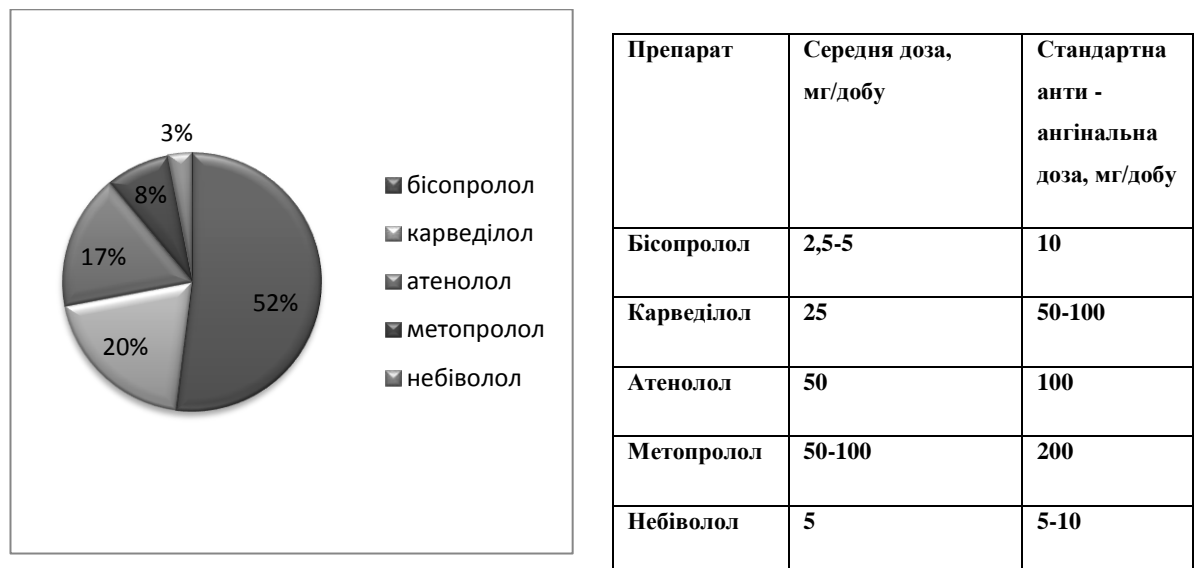 3%
8%
17%
52%
20%
бісопролол
карведілол
атенолол
метопролол
небіволол
Препарат Середня доза, Стандартна
мг/добу анти -
ангінальна
доза, мг/добу
Бісопролол 2,5-5 10
Карведілол 25 50-100
Атенолол 50 100
Метопролол 50-100 200
Небіволол 5 5-10